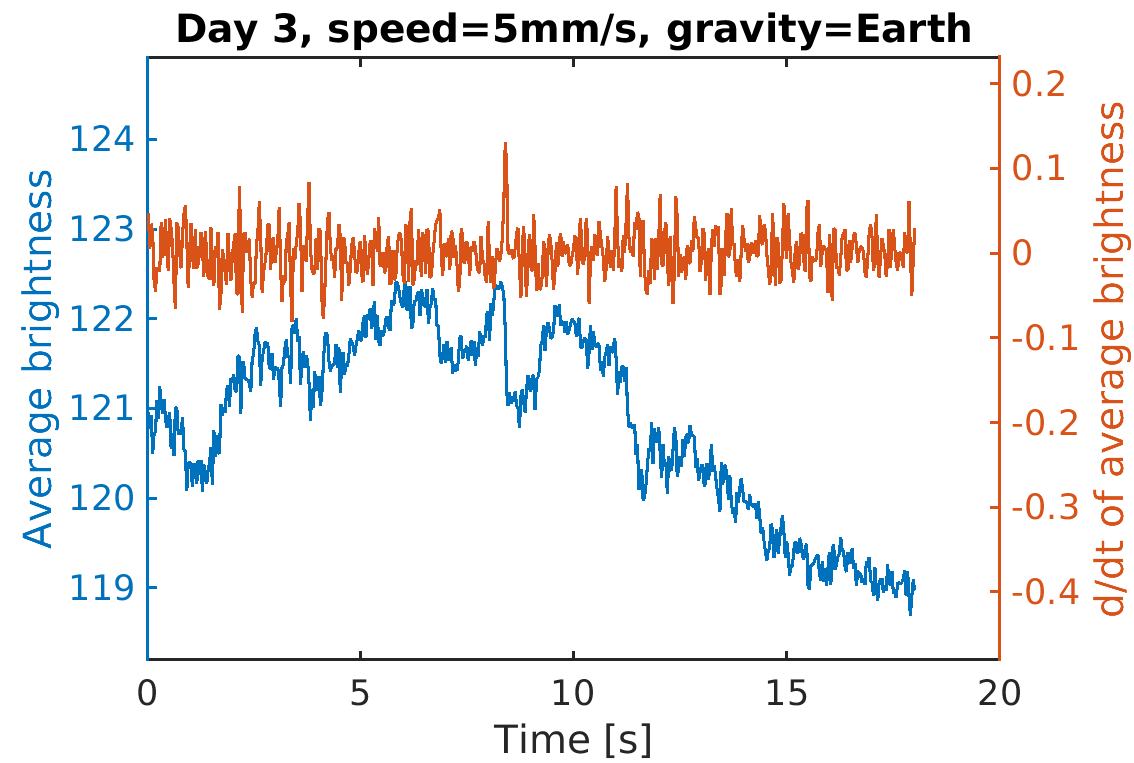 Day 3, speed=5mm/s, gravity=Earth
Average brightness
124
123
122
121
120
119
0.2
0.1
0
-0.1
-0.2
-0.3
-0.4
d/dt of average brightness
0 5 10 15 20
Time [s]